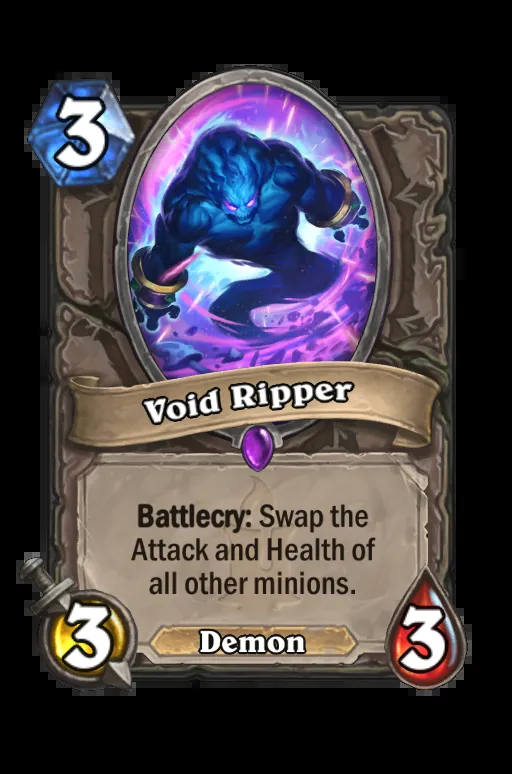 3
Void Ripper
Battlecry: Swap the
Attack and Health of
all other minions.
3
Demon
3